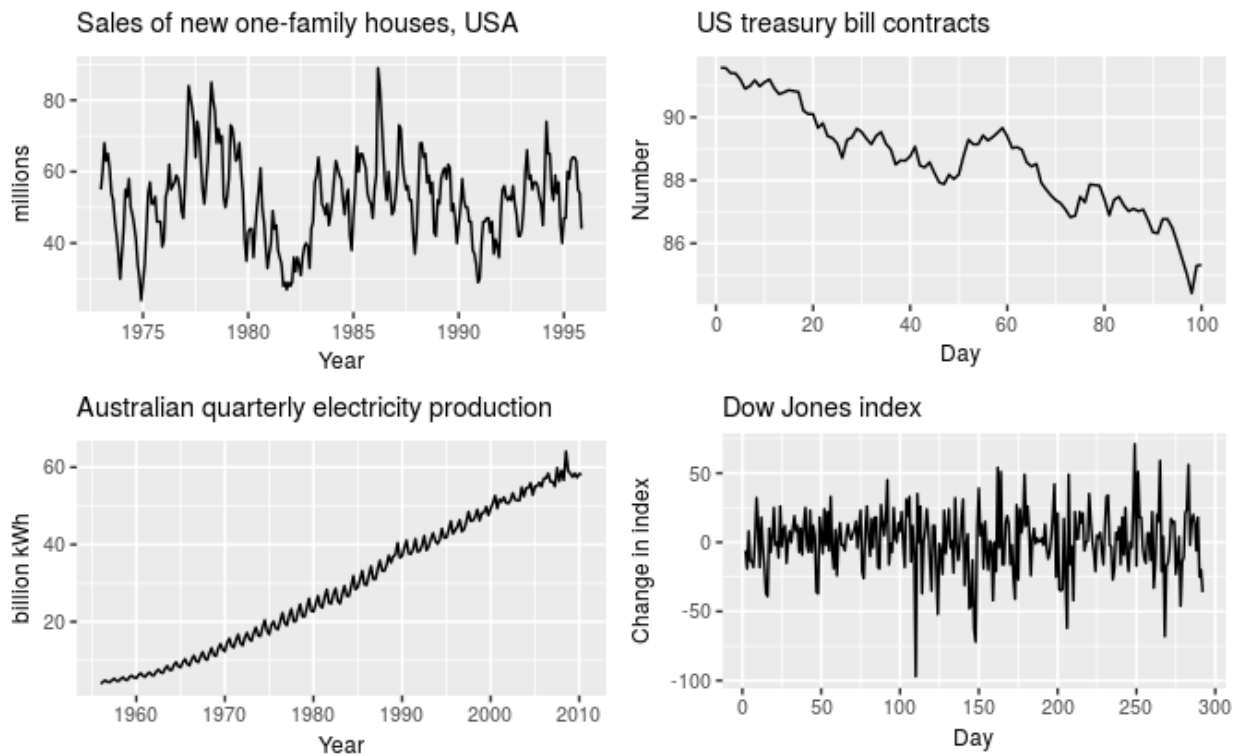 Sales of new one-family houses, USA
80
60
40
millions
1975 1980 1985 1990 1995
Year
US treasury bill contracts
90
88
86
Number
0 20 40 60 80 100
Day
Australian quarterly electricity production
60
40
20
billion kWh
1960 1970 1980 1990 2000 2010
Year
Dow Jones index
50
0
-50
-100
Change in index
0 50 100 150 200 250 300
Day